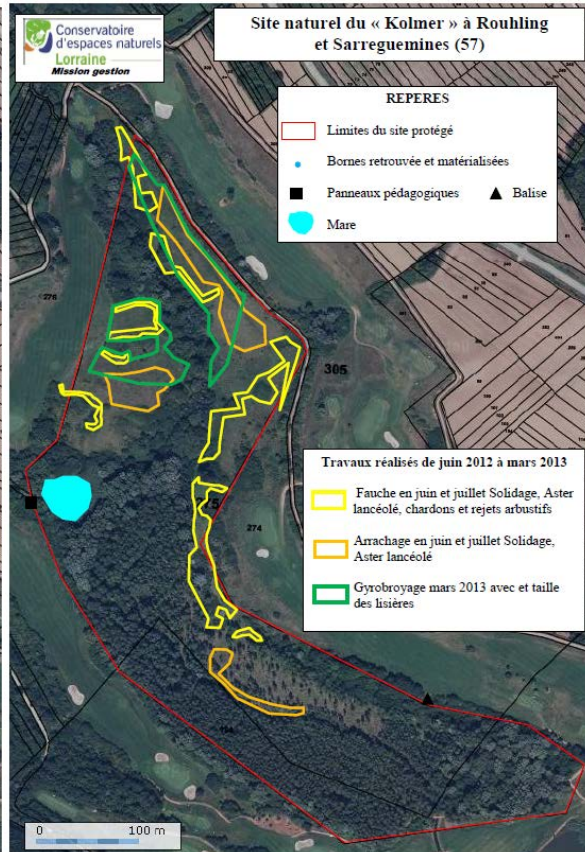 Conservatoire
d'espaces naturels
Lorraine
Mission gestion
Site naturel du « Kolmer » à Rouhling
et Sarreguemines (57)
REPERES
Limites du site protégé
Bornes retrouvée et matérialisées
Panneaux pédagogiques
Balise
Mare
276
305
275
274
Travaux réalisés de juin 2012 à mars 2013
Fauche en juin et juillet Solidage, Aster
lancéolé, chardons et rejets arbustifs
Arrachage en juin et juillet Solidage,
Aster lancéolé
Gyrobroyage mars 2013 avec et taille
des lisières
0 100 m